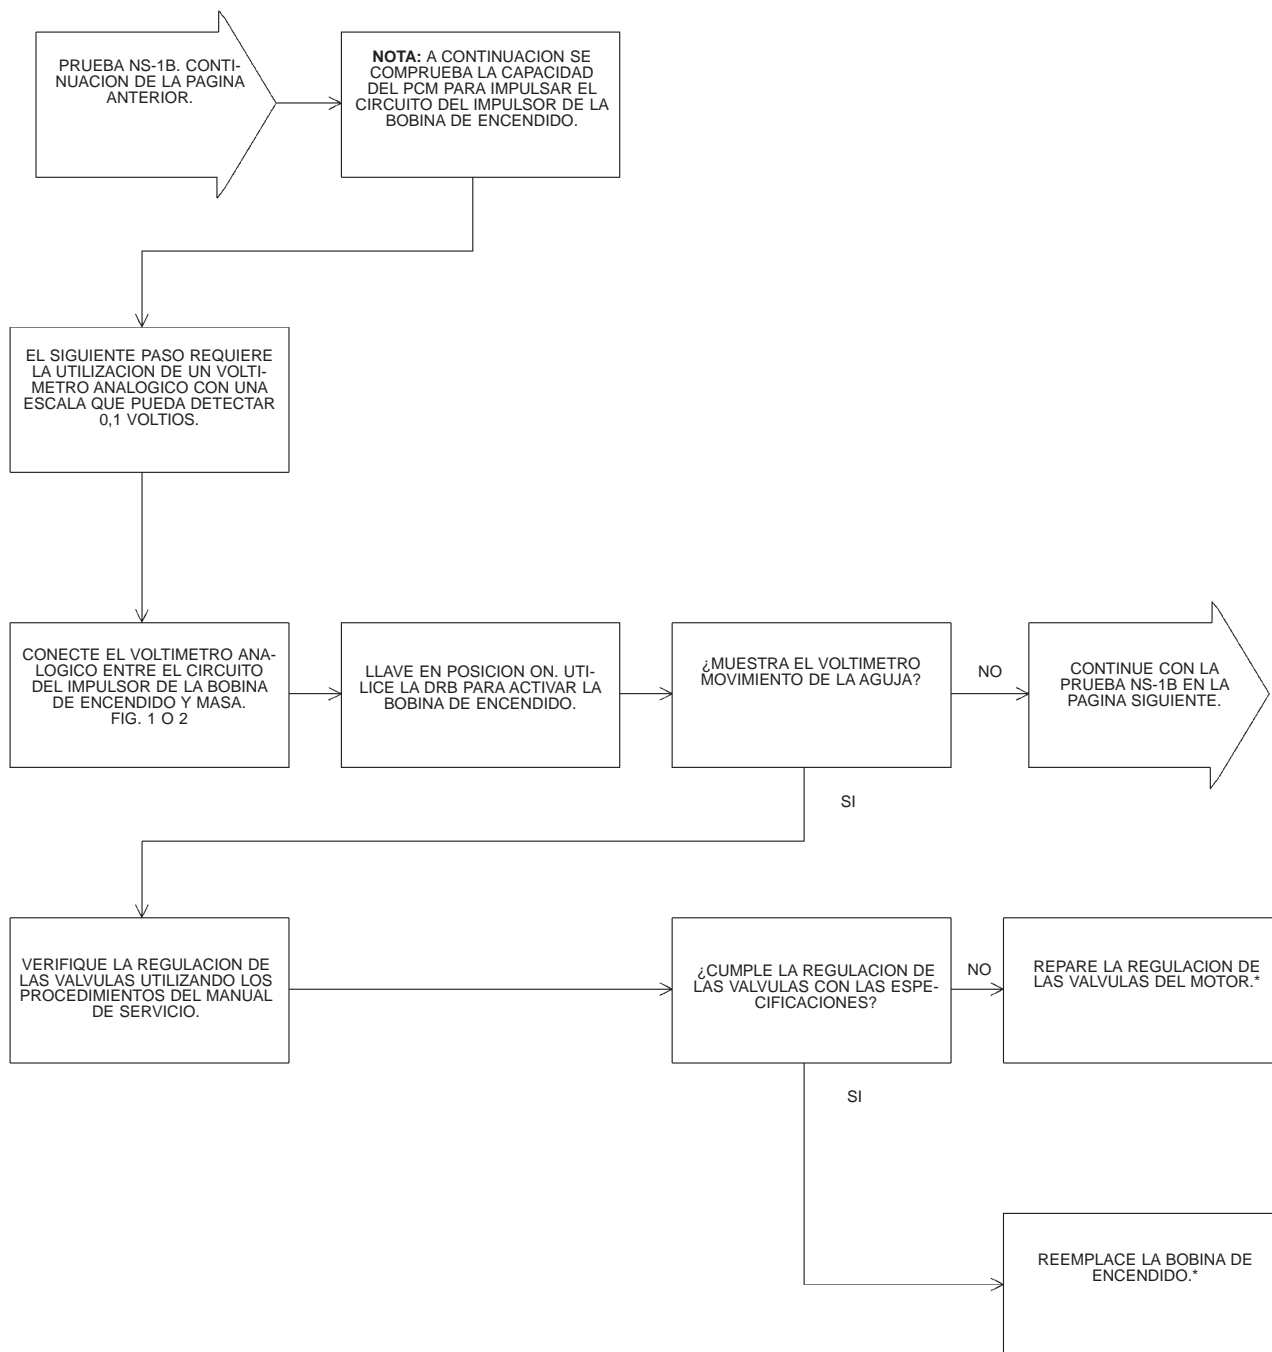 PRUEBA NS-1B. CONTI-
NUACION DE LA PAGINA
ANTERIOR.
NOTA: A CONTINUACION SE
COMPRUEBA LA CAPACIDAD
DEL PCM PARA IMPULSAR EL
CIRCUITO DEL IMPULSOR DE LA
BOBINA DE ENCENDIDO.
EL SIGUIENTE PASO REQUIERE
LA UTILIZACION DE UN VOLTI-
METRO ANALOGICO CON UNA
ESCALA QUE PUEDA DETECTAR
0,1 VOLTIOS.
CONECTE EL VOLTIMETRO ANA-
LOGICO ENTRE EL CIRCUITO
DEL IMPULSOR DE LA BOBINA
DE ENCENDIDO Y MASA.
FIG. 1 O 2
LLAVE EN POSICION ON. UTI-
LICE LA DRB PARA ACTIVAR LA
BOBINA DE ENCENDIDO.
¿MUESTRA EL VOLTIMETRO
MOVIMIENTO DE LA AGUJA?
NO
CONTINUE CON LA
PRUEBA NS-1B EN LA
PAGINA SIGUIENTE.
SI
VERIFIQUE LA REGULACION DE
LAS VALVULAS UTILIZANDO LOS
PROCEDIMIENTOS DEL MANUAL
DE SERVICIO.
¿CUMPLE LA REGULACION DE
LAS VALVULAS CON LAS ESPE-
CIFICACIONES?
NO
REPARE LA REGULACION DE
LAS VALVULAS DEL MOTOR.*
SI
REEMPLACE LA BOBINA DE
ENCENDIDO.*